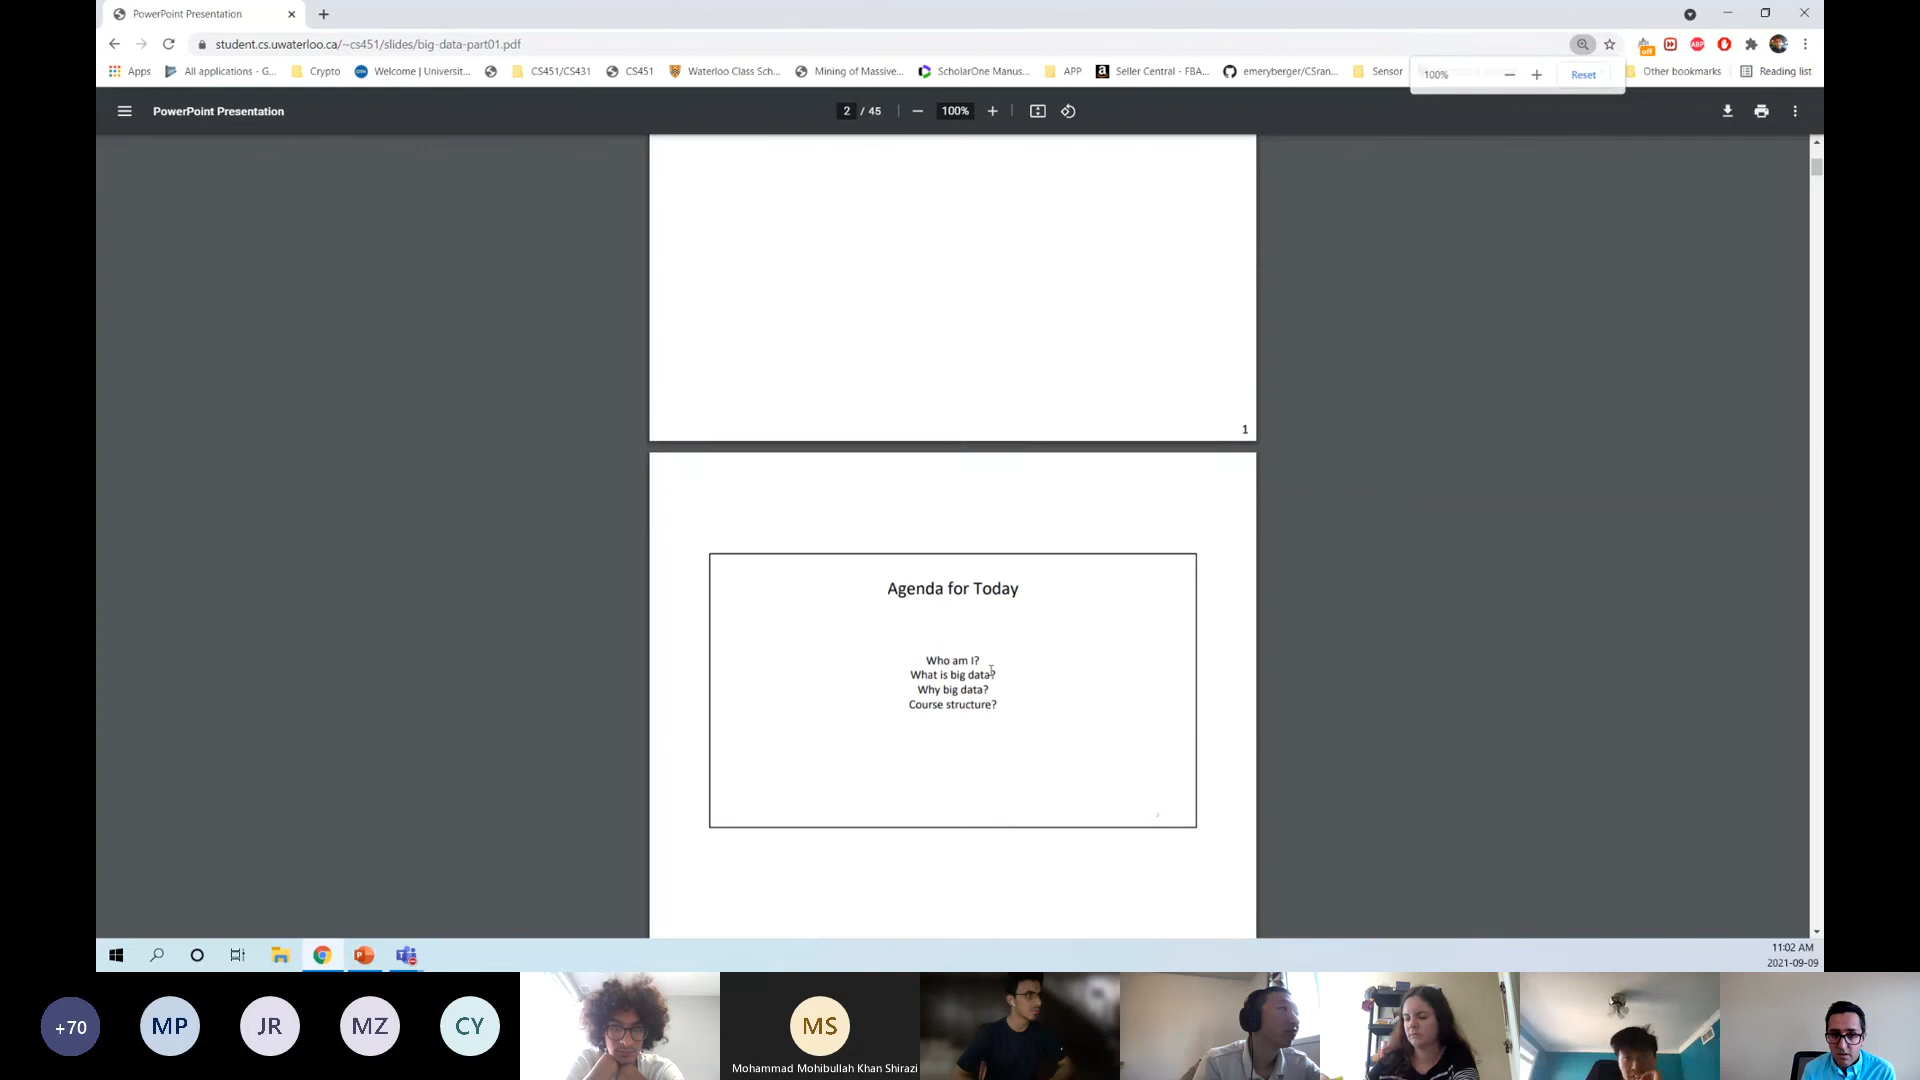 PowerPoint Presentation
student.cs.uwaterloo.ca/~cs451/slides/big-data-part01.pdf
off
ABP
Apps
All applications - G...
Crypto
Welcome | Universit...
CS451/CS431
CS451
Waterloo Class Sch...
Mining of Massive...
ScholarOne Manus...
APP
Seller Central - FBA...
emeryberger/CSran...
Sensor
Other bookmarks
Reading list
100%
Reset
PowerPoint Presentation
2 / 45
100%
1
Agenda for Today
Who am I?
What is big data?
Why big data?
Course structure?
2
11:02 AM
2021-09-09
+70
MP
JR
MZ
CY
MS
Mohammad Mohibullah Khan Shirazi